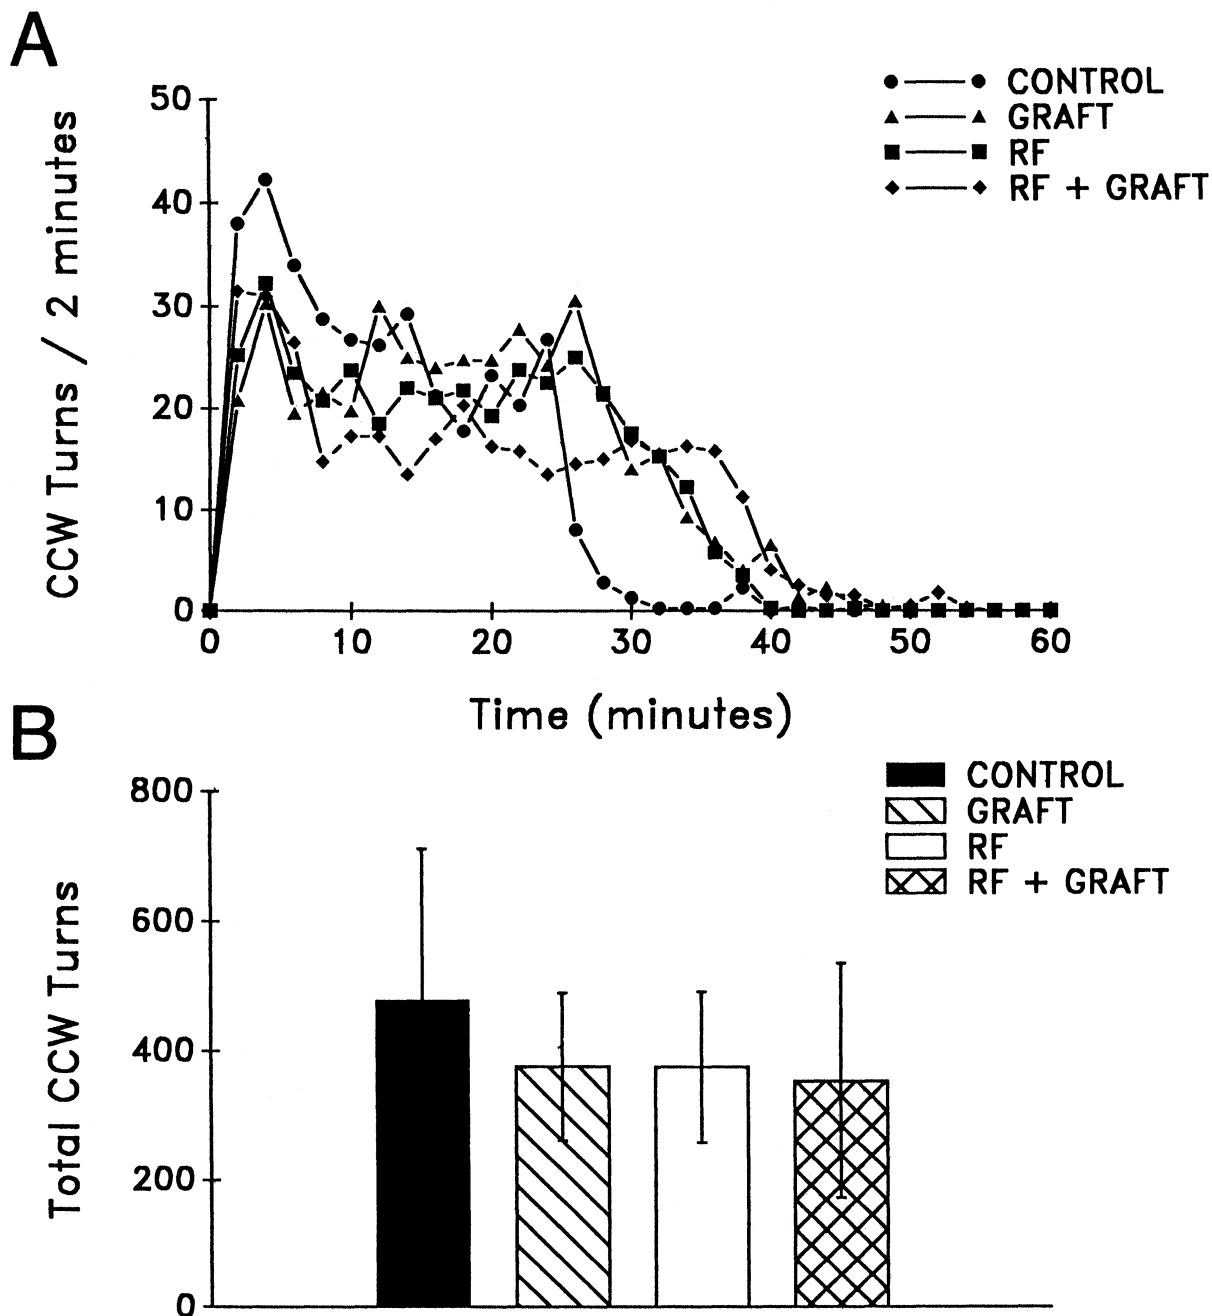 A
CONTROL
GRAFT
RF
RF + GRAFT
CCW Turns / 2 minutes
50
40
30
20
10
0
0 10 20 30 40 50 60
Time (minutes)
B
CONTROL
GRAFT
RF
RF + GRAFT
Total CCW Turns
800
600
400
200
0